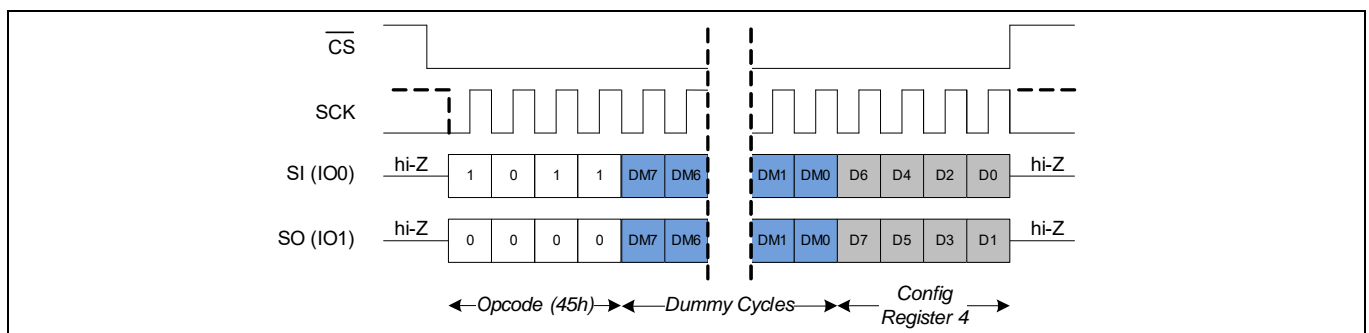 CS
SCK
SI (IO0) hi-Z 1 0 1 1 DM7 DM6 DM1 DM0 D6 D4 D2 D0 hi-Z
SO (IO1) hi-Z 0 0 0 0 DM7 DM6 DM1 DM0 D7 D5 D3 D1 hi-Z
Opcode (45h) Dummy Cycles Config
Register 4